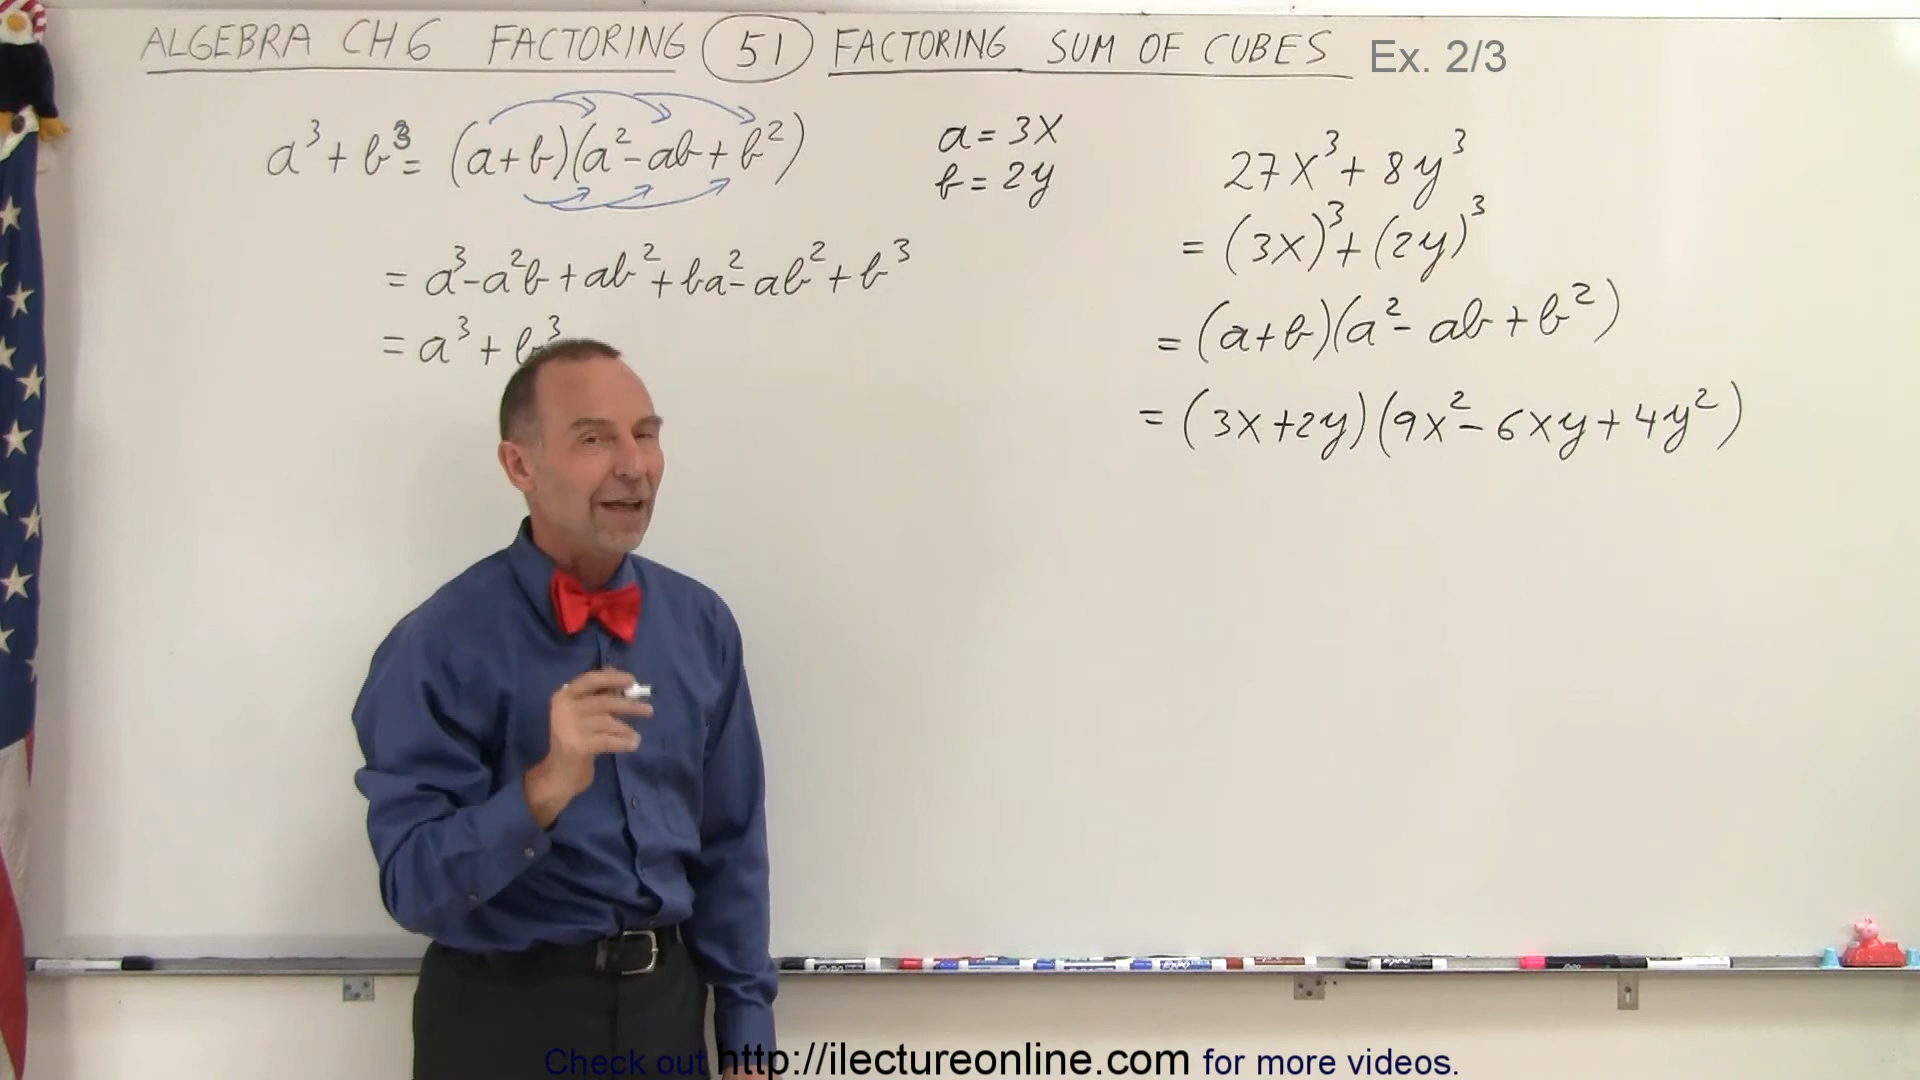 ALGEBRA CH 6 FACTORING 51 FACTORING SUM OF CUBES Ex. 2/3
a³ + b³ = (a+b)(a² - ab + b²)
= a³ - a²b + ab² + ba² - ab² + b³
= a³ + b³
a = 3X
b = 2y
27X³ + 8y³
= (3X)³ + (2y)³
= (a+b)(a² - ab + b²)
= (3X+2y)(9X² - 6Xy + 4y²)
Check out http://ilectureonline.com for more videos.